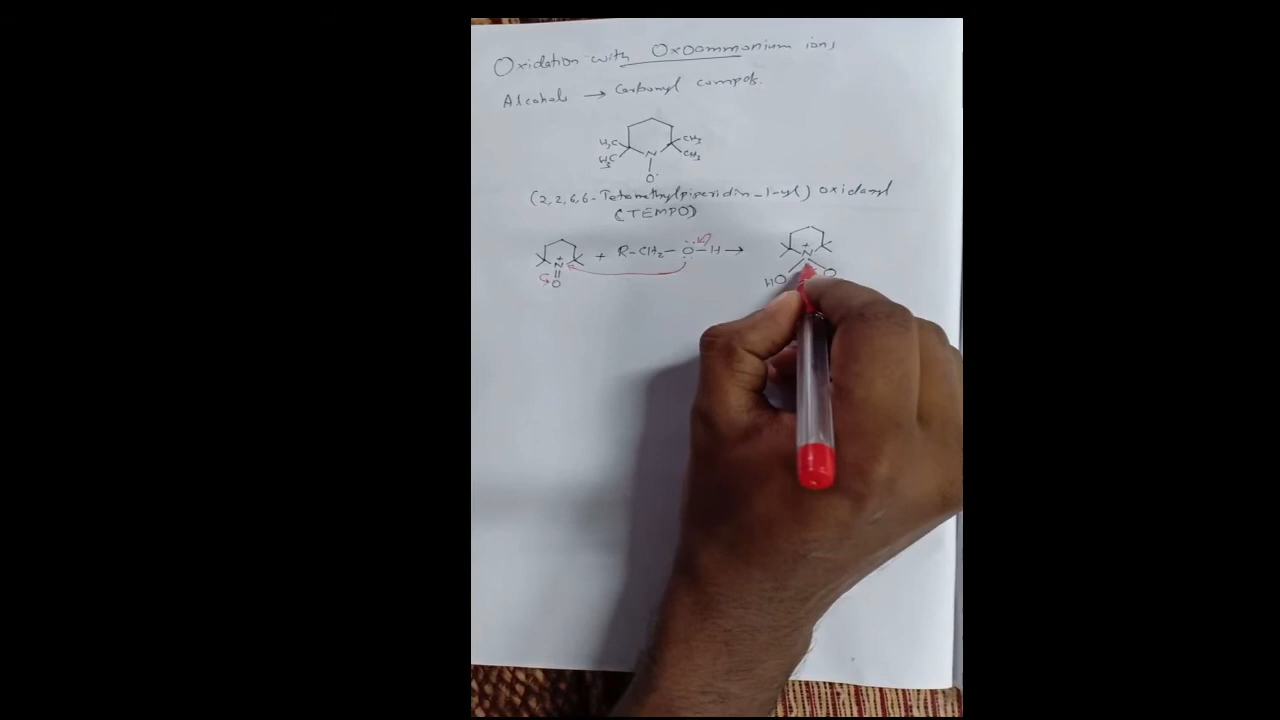 Oxidation with Oxoammonium ions
Alcohols → Carbonyl compds.
H3C CH3
H3C N CH3
O·
(2,2,6,6-Tetramethylpiperidin-1-yl) oxidanyl
(TEMPO)
N+ + R-CH2-O-H → N+
O HO O